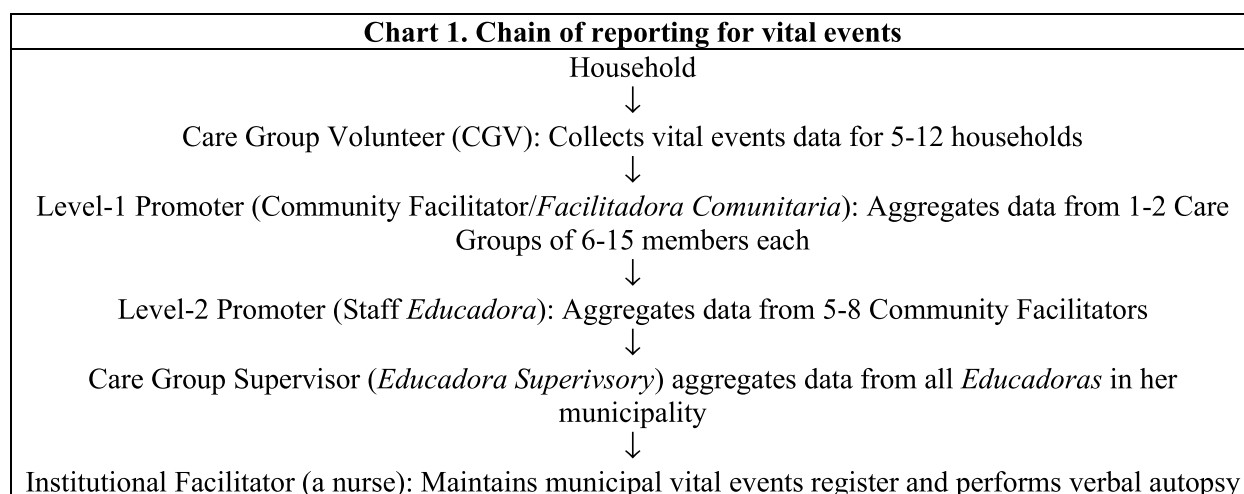 Chart 1. Chain of reporting for vital events
Household
↓
Care Group Volunteer (CGV): Collects vital events data for 5-12 households
↓
Level-1 Promoter (Community Facilitator/Facilitadora Comunitaria): Aggregates data from 1-2 Care
Groups of 6-15 members each
↓
Level-2 Promoter (Staff Educadora): Aggregates data from 5-8 Community Facilitators
↓
Care Group Supervisor (Educadora Superivsory) aggregates data from all Educadoras in her
municipality
↓
Institutional Facilitator (a nurse): Maintains municipal vital events register and performs verbal autopsy